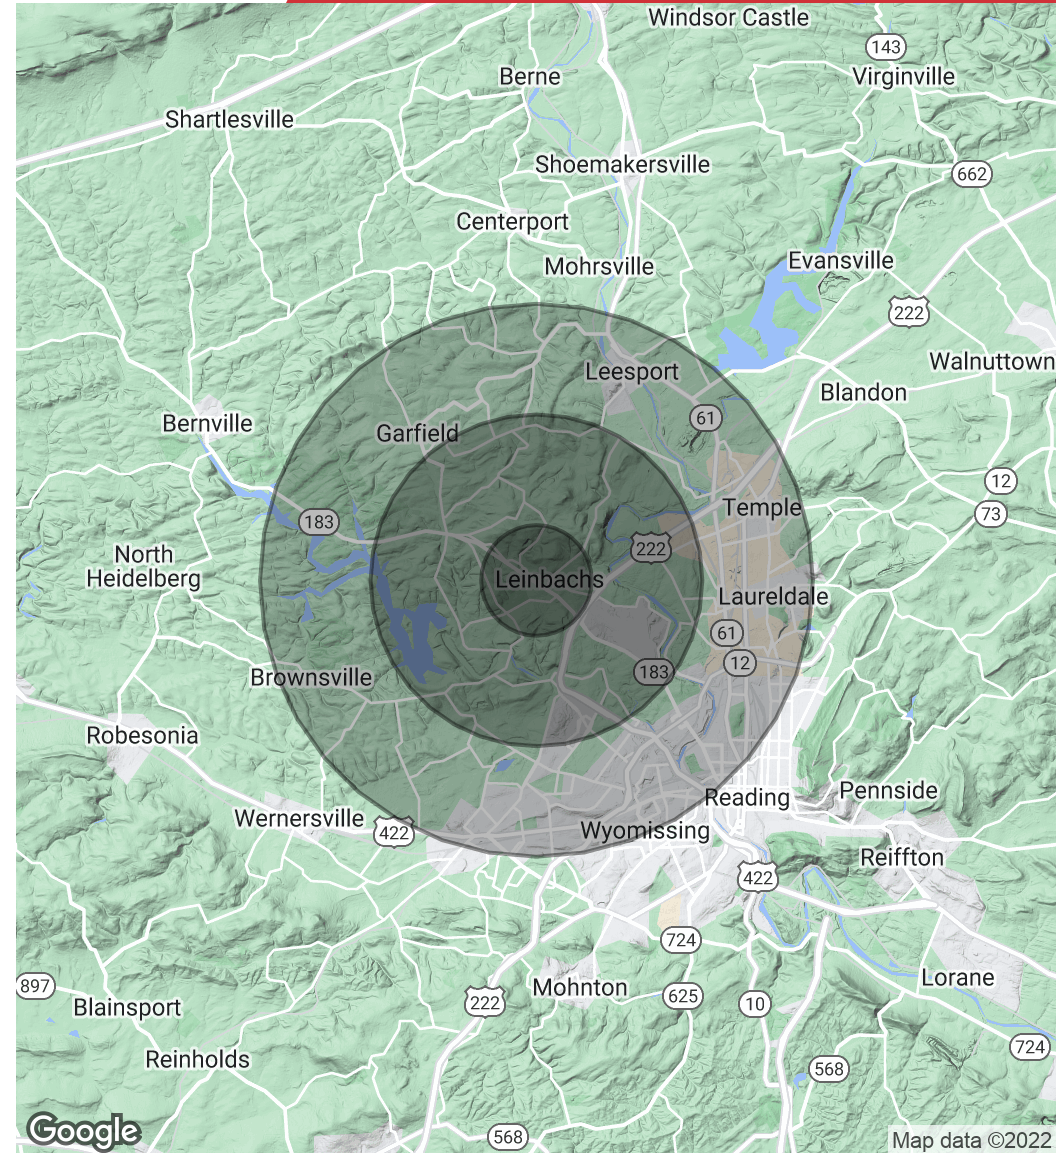 Windsor Castle
143
Berne
Virginville
Shartlesville
Shoemakersville
662
Centerport
Mohrsville
Evansville
222
Walnuttown
Leesport
Blandon
61
Bernville
Garfield
12
Temple
73
183
222
North
Heidelberg
Leinbachs
Laureldale
61
12
183
Brownsville
Robesonia
Pennside
Reading
Wernersville
422
Wyomissing
Reiffton
422
724
Lorane
897
Mohnton
625
222
10
Blainsport
724
Reinholds
568
Google
568
Map data ©2022